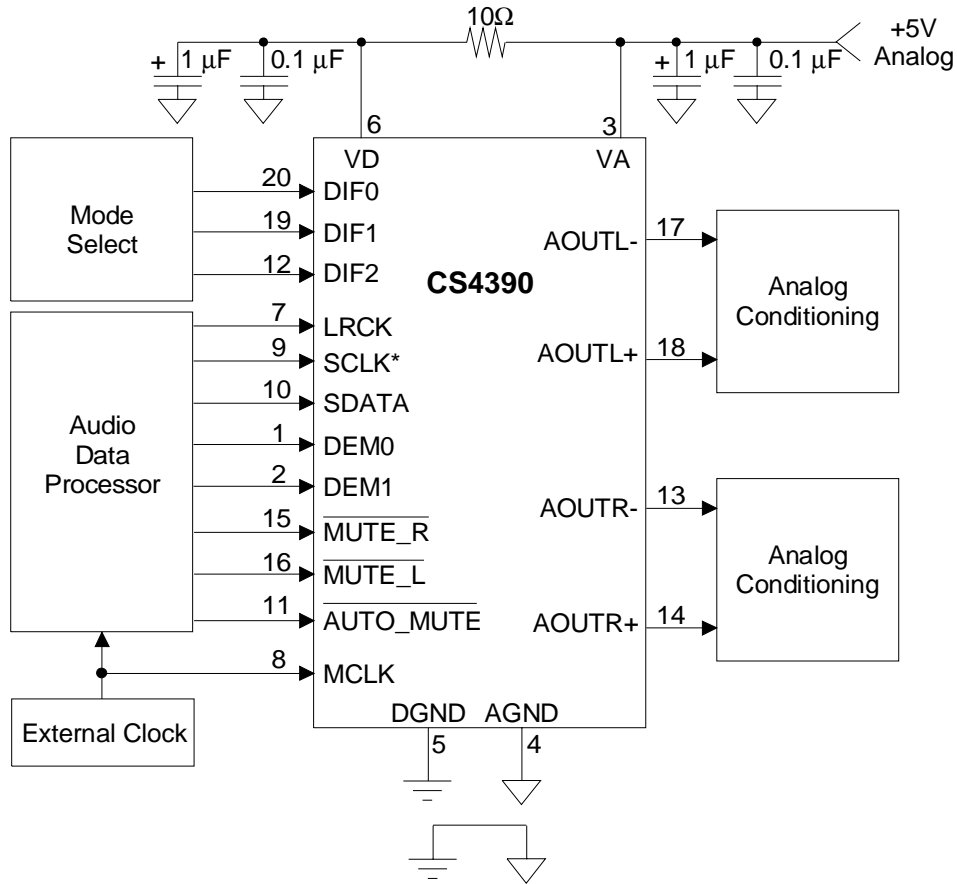 10Ω
+5V
Analog
+ 1 μF
0.1 μF
+ 1 μF
0.1 μF
6
3
VD
VA
Mode
Select
20
DIF0
19
DIF1
12
DIF2
CS4390
AOUTL-
17
AOUTL+
18
Analog
Conditioning
Audio
Data
Processor
7
LRCK
9
SCLK*
10
SDATA
1
DEM0
2
DEM1
15
MUTE_R
16
MUTE_L
11
AUTO_MUTE
8
MCLK
AOUTR-
13
AOUTR+
14
Analog
Conditioning
External Clock
DGND
AGND
5
4